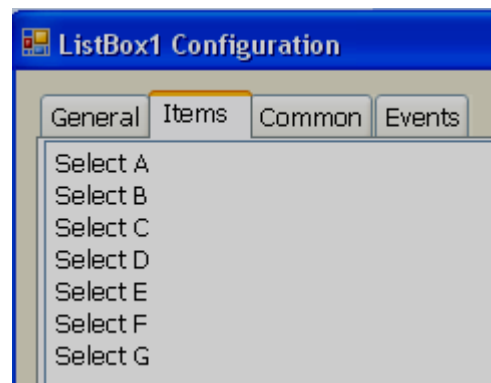 ListBox1 Configuration
General Items Common Events
Select A
Select B
Select C
Select D
Select E
Select F
Select G